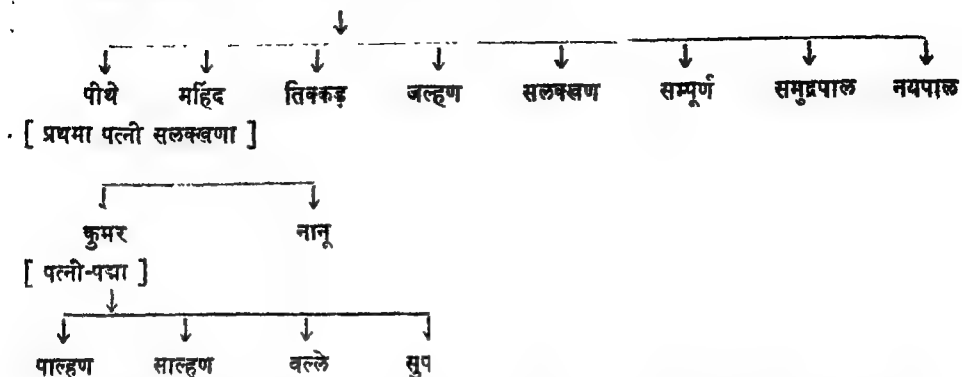 पीथे महिंद तिक्कड़ जल्हण सलक्खण सम्पूर्ण समुद्रपाल नयपाल
[ प्रथमा पत्नी सलक्खणा ]
कुमर नानू
[ पत्नी-पद्मा ]
पाल्हण साल्हण वल्ले सुप